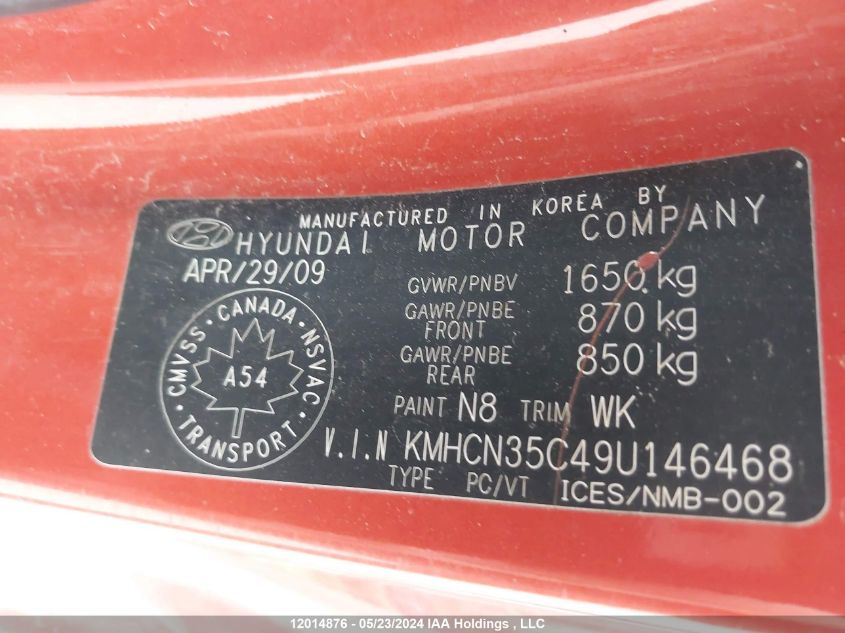 MANUFACTURED IN KOREA BY
HYUNDAI MOTOR COMPANY
APR/29/09
GVWR/PNBV 1650 kg
GAWR/PNBE FRONT 870 kg
GAWR/PNBE REAR 850 kg
CMVSS · CANADA · NSVAC · TRANSPORT ·
A54
PAINT N8 TRIM WK
V.I.N KMHCN35C49U146468
TYPE PC/VT ICES/NMB-002
12014876 - 05/23/2024 IAA Holdings , LLC